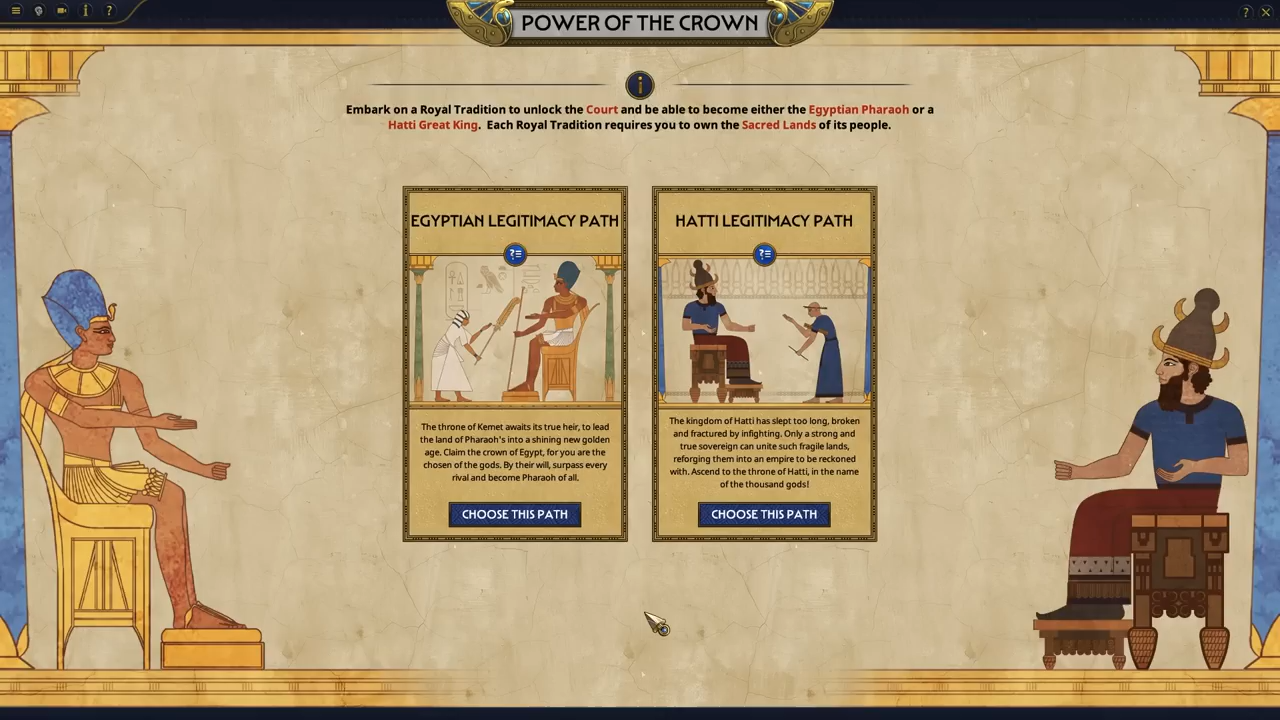 POWER OF THE CROWN
Embark on a Royal Tradition to unlock the Court and be able to become either the Egyptian Pharaoh or a
Hatti Great King. Each Royal Tradition requires you to own the Sacred Lands of its people.
EGYPTIAN LEGITIMACY PATH
The throne of Kemet awaits its true heir, to lead
the land of Pharaoh's into a shining new golden
age. Claim the crown of Egypt, for you are the
chosen of the gods. By their will, surpass every
rival and become Pharaoh of all.
CHOOSE THIS PATH
HATTI LEGITIMACY PATH
The kingdom of Hatti has slept too long, broken
and fractured by infighting. Only a strong and
true sovereign can unite such fragile lands,
reforging them into an empire to be reckoned
with. Ascend to the throne of Hatti, in the name
of the thousand gods!
CHOOSE THIS PATH